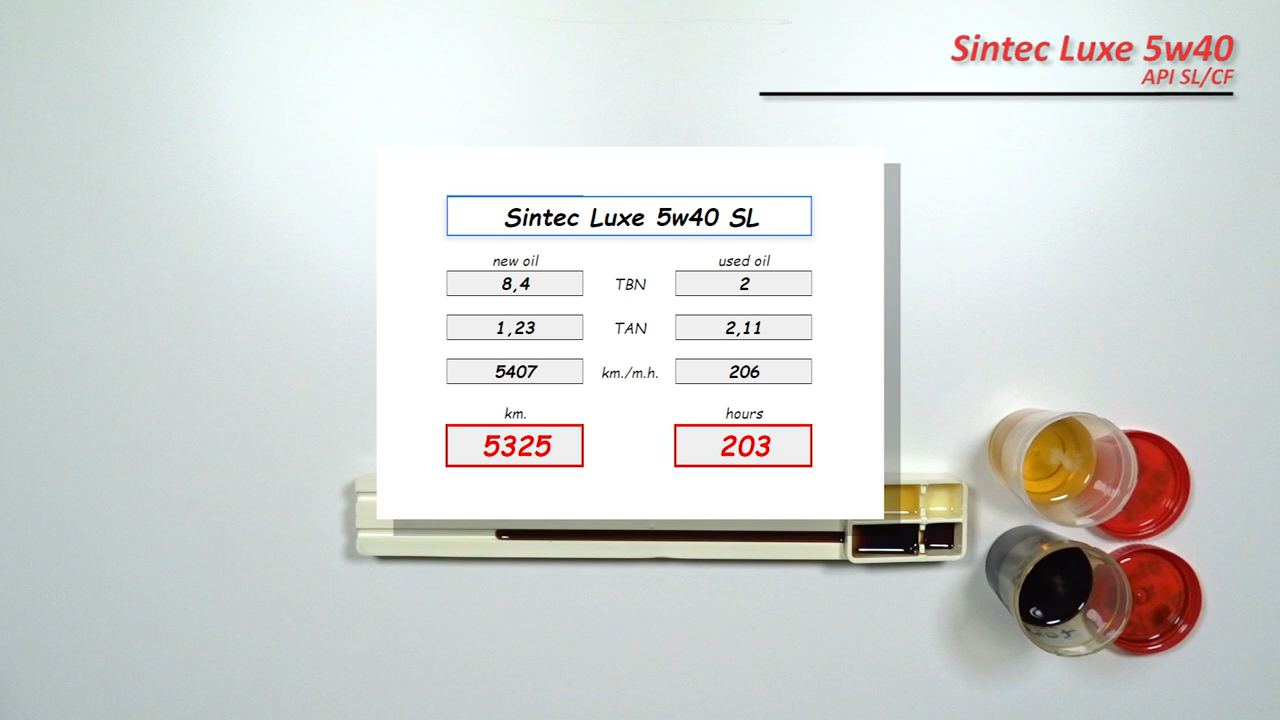 Sintec Luxe 5w40
API SL/CF
Sintec Luxe 5w40 SL
new oil used oil
8,4 TBN 2
1,23 TAN 2,11
5407 km./m.h. 206
km. hours
5325 203